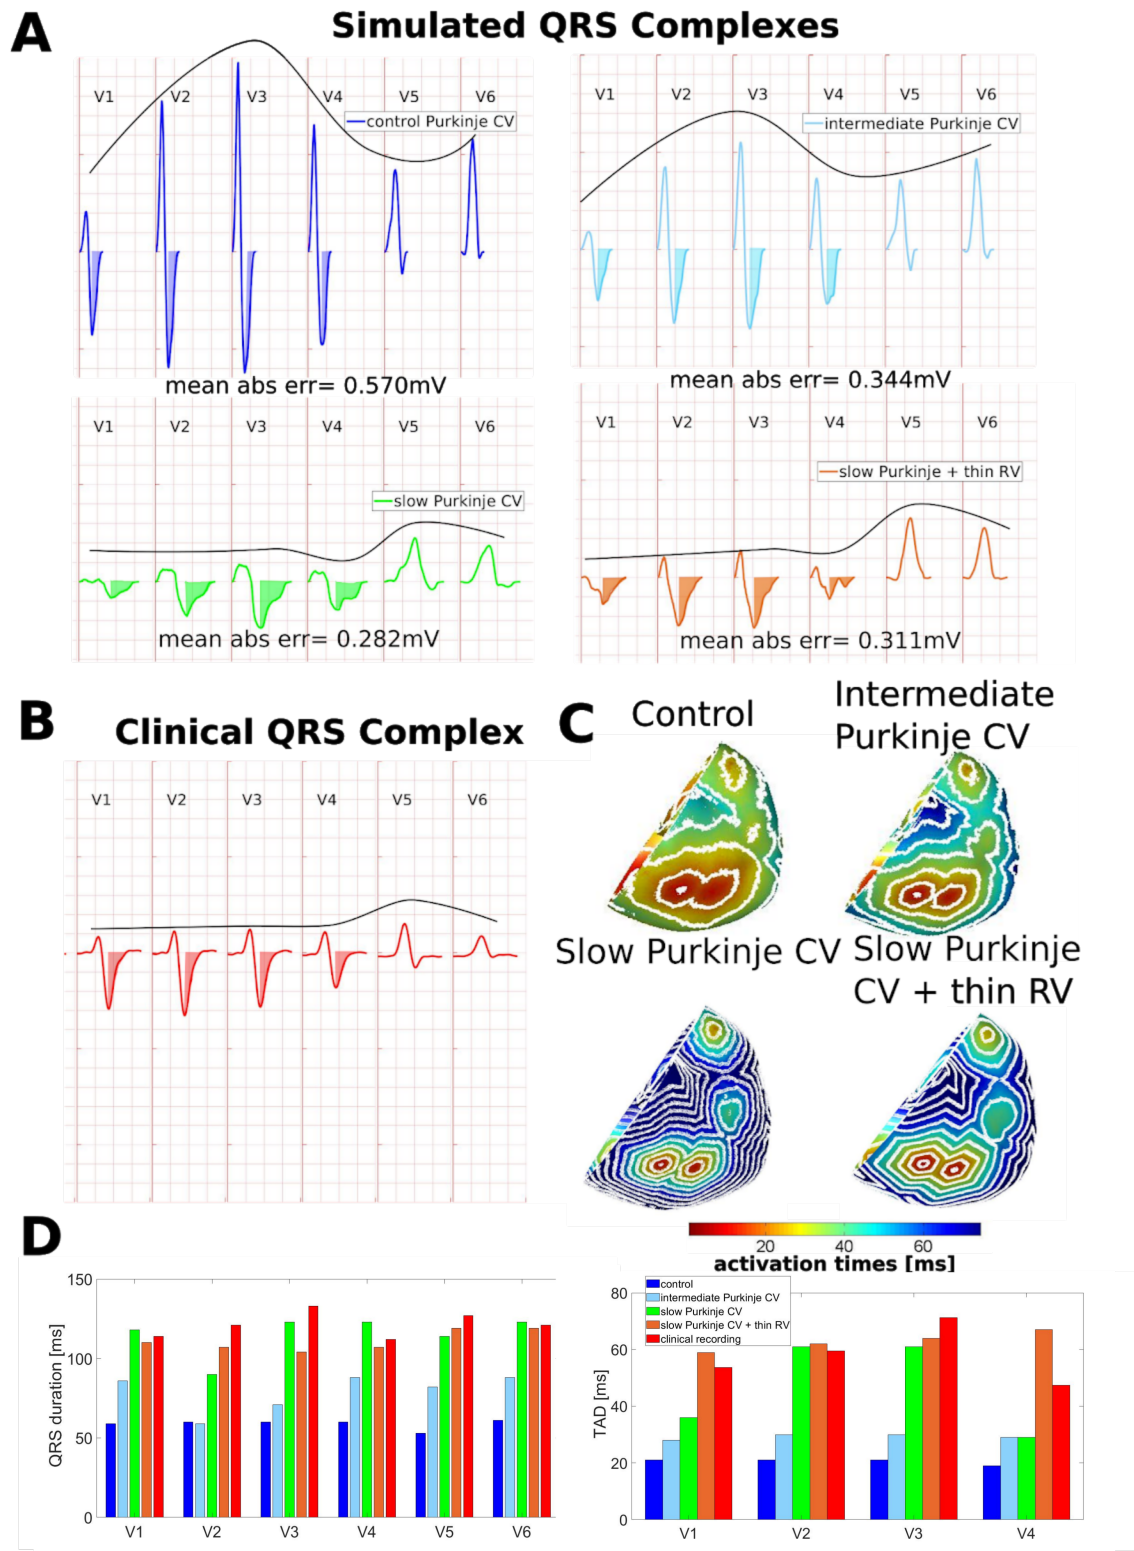 A
Simulated QRS Complexes
V1 V2 V3 V4 V5 V6
control Purkinje CV
mean abs err= 0.570mV
V1 V2 V3 V4 V5 V6
intermediate Purkinje CV
mean abs err= 0.344mV
V1 V2 V3 V4 V5 V6
slow Purkinje CV
mean abs err= 0.282mV
V1 V2 V3 V4 V5 V6
slow Purkinje + thin RV
mean abs err= 0.311mV
B
Clinical QRS Complex
V1 V2 V3 V4 V5 V6
C
Control
Intermediate
Purkinje CV
Slow Purkinje CV
Slow Purkinje
CV + thin RV
20 40 60
activation times [ms]
D
QRS duration [ms]
150
100
50
0
V1 V2 V3 V4 V5 V6
TAD [ms]
80
60
40
20
0
control
intermediate Purkinje CV
slow Purkinje CV
slow Purkinje CV + thin RV
clinical recording
V1 V2 V3 V4